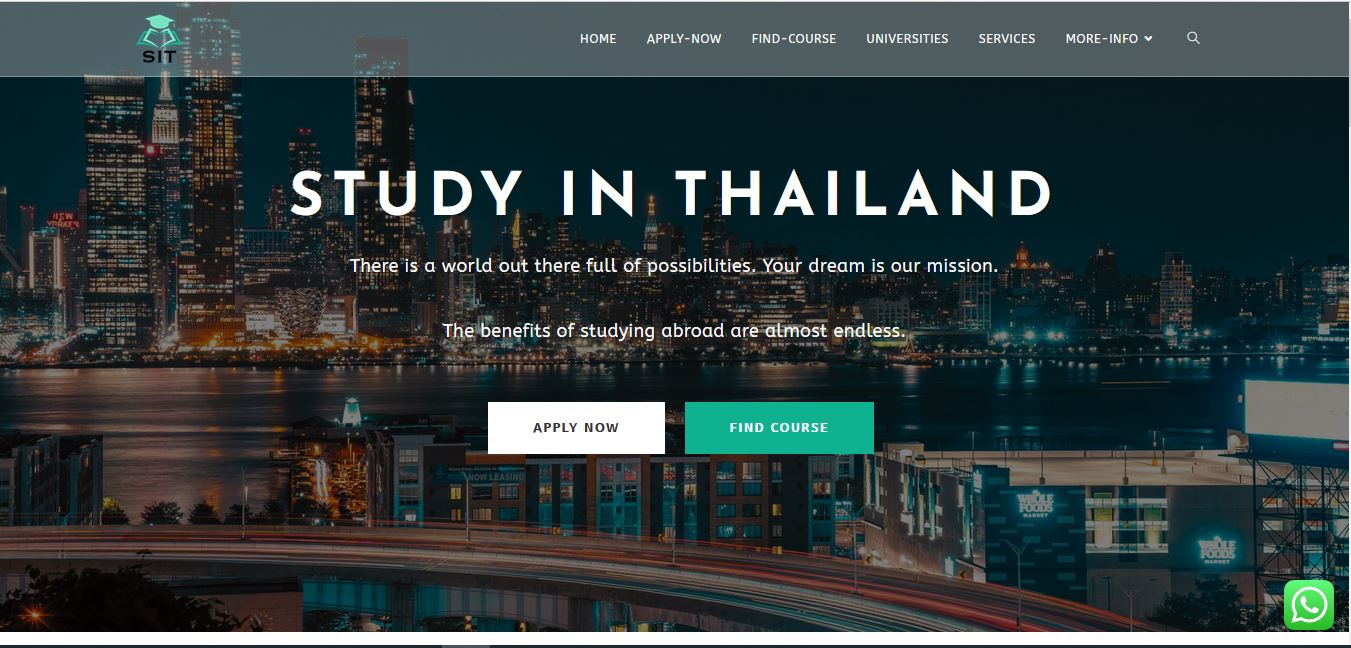 SIT
HOME APPLY-NOW FIND-COURSE UNIVERSITIES SERVICES MORE-INFO
STUDY IN THAILAND
NEW
YORKER
There is a world out there full of possibilities. Your dream is our mission.
The benefits of studying abroad are almost endless.
APPLY NOW FIND COURSE
NOW LEASING
WHOLE
FOODS
MARKET
WHOLE
FOODS
MARKET